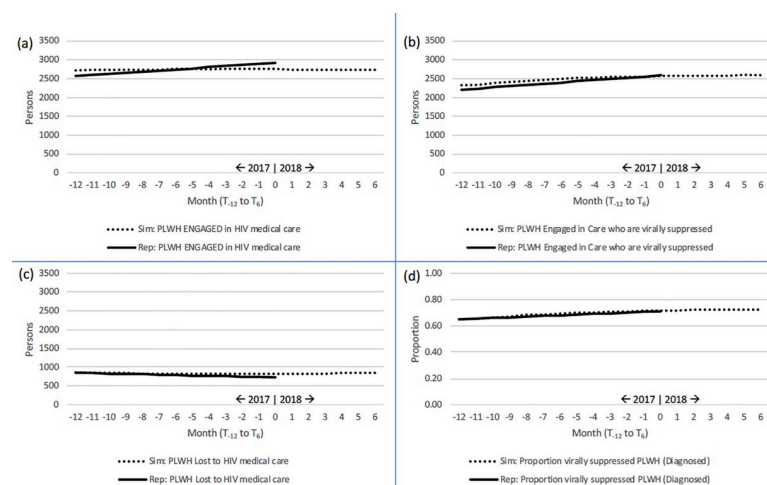 (a)
3500
3000
2500
2000
1500
1000
500
0
Persons
← 2017 | 2018 →
-12 -11 -10 -9 -8 -7 -6 -5 -4 -3 -2 -1 0 1 2 3 4 5 6
Month (T-12 to T6)
Sim: PLWH ENGAGED in HIV medical care
Rep: PLWH ENGAGED in HIV medical care
(b)
3500
3000
2500
2000
1500
1000
500
0
Persons
← 2017 | 2018 →
-12 -11 -10 -9 -8 -7 -6 -5 -4 -3 -2 -1 0 1 2 3 4 5 6
Month (T-12 to T6)
Sim: PLWH Engaged in Care who are virally suppressed
Rep: PLWH Engaged in Care who are virally suppressed
(c)
3500
3000
2500
2000
1500
1000
500
0
Persons
← 2017 | 2018 →
-12 -11 -10 -9 -8 -7 -6 -5 -4 -3 -2 -1 0 1 2 3 4 5 6
Month (T-12 to T6)
Sim: PLWH Lost to HIV medical care
Rep: PLWH Lost to HIV medical care
(d)
1.00
0.80
0.60
0.40
0.20
0.00
Proportion
← 2017 | 2018 →
-12 -11 -10 -9 -8 -7 -6 -5 -4 -3 -2 -1 0 1 2 3 4 5 6
Month (T-12 to T6)
Sim: Proportion virally suppressed PLWH (Diagnosed)
Rep: Proportion virally suppressed PLWH (Diagnosed)